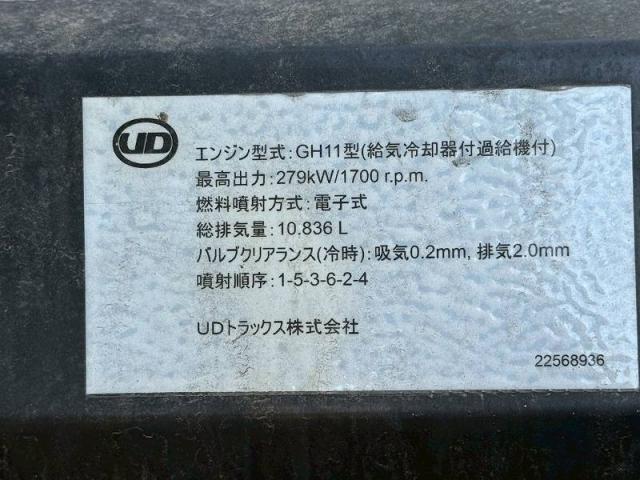 UD
エンジン型式:GH11型(給気冷却器付過給機付)
最高出力:279kW/1700 r.p.m.
燃料噴射方式:電子式
総排気量:10.836 L
バルブクリアランス(冷時):吸気0.2mm, 排気2.0mm
噴射順序:1-5-3-6-2-4
UDトラックス株式会社
22568936